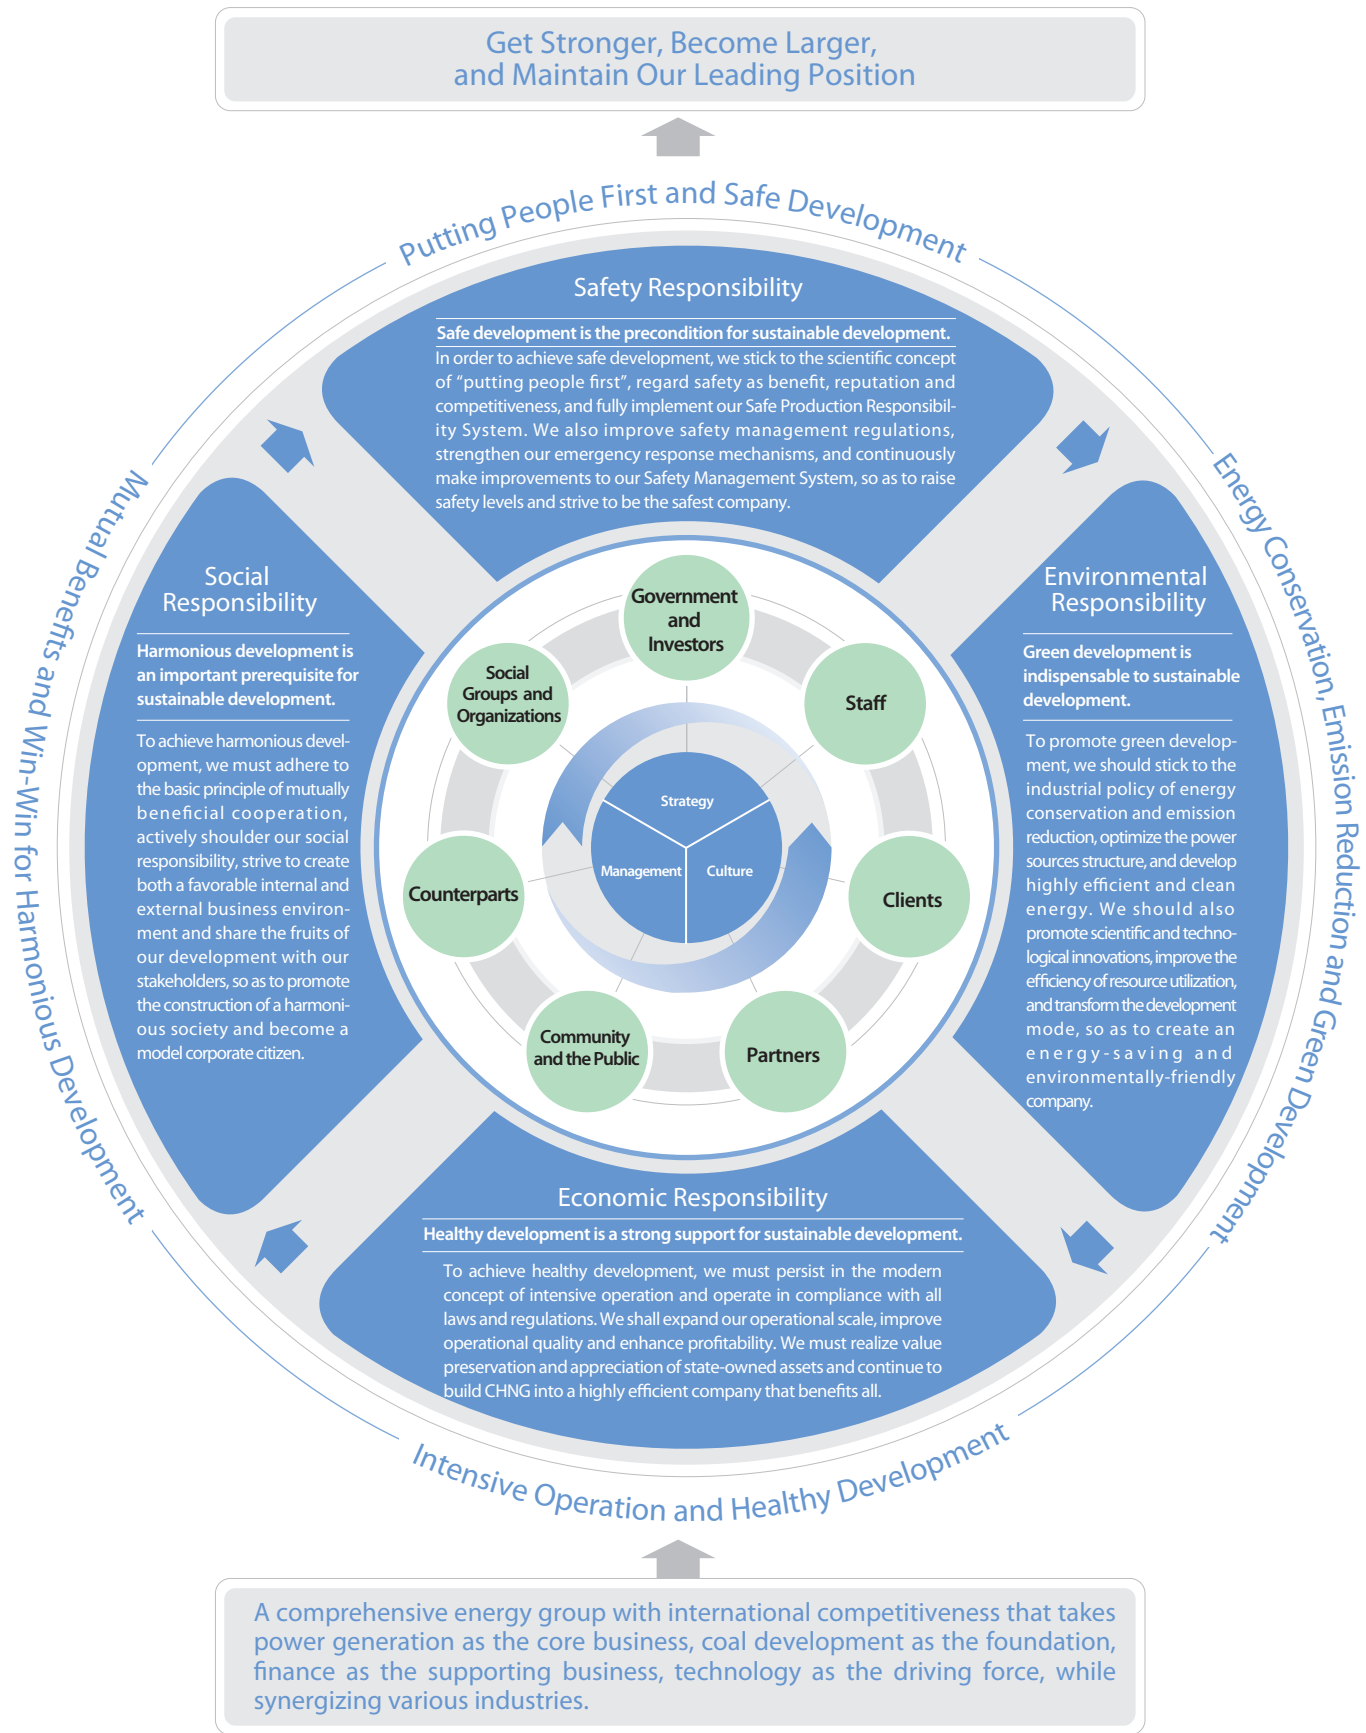 Get Stronger, Become Larger,
and Maintain Our Leading Position
Putting People First and Safe Development
Safety Responsibility
Safe development is the precondition for sustainable development.
In order to achieve safe development, we stick to the scientific concept
of “putting people first”, regard safety as benefit, reputation and
competitiveness, and fully implement our Safe Production Responsibil-
ity System. We also improve safety management regulations,
strengthen our emergency response mechanisms, and continuously
make improvements to our Safety Management System, so as to raise
safety levels and strive to be the safest company.
Mutual Benefits and Win-Win for Harmonious Development
Social
Responsibility
Harmonious development is
an important prerequisite for
sustainable development.
To achieve harmonious devel-
opment, we must adhere to
the basic principle of mutually
beneficial cooperation,
actively shoulder our social
responsibility, strive to create
both a favorable internal and
external business environ-
ment and share the fruits of
our development with our
stakeholders, so as to promote
the construction of a harmoni-
ous society and become a
model corporate citizen.
Government
and
Investors
Social
Groups and
Organizations
Staff
Strategy
Management
Culture
Counterparts
Clients
Community
and the Public
Partners
Energy Conservation, Emission Reduction and Green Development
Environmental
Responsibility
Green development is
indispensable to sustainable
development.
To promote green develop-
ment, we should stick to the
industrial policy of energy
conservation and emission
reduction, optimize the power
sources structure, and develop
highly efficient and clean
energy. We should also
promote scientific and techno-
logical innovations, improve the
efficiency of resource utilization,
and transform the development
mode, so as to create an
energy-saving and
environmentally-friendly
company.
Economic Responsibility
Healthy development is a strong support for sustainable development.
To achieve healthy development, we must persist in the modern
concept of intensive operation and operate in compliance with all
laws and regulations. We shall expand our operational scale, improve
operational quality and enhance profitability. We must realize value
preservation and appreciation of state-owned assets and continue to
build CHNG into a highly efficient company that benefits all.
Intensive Operation and Healthy Development
A comprehensive energy group with international competitiveness that takes
power generation as the core business, coal development as the foundation,
finance as the supporting business, technology as the driving force, while
synergizing various industries.